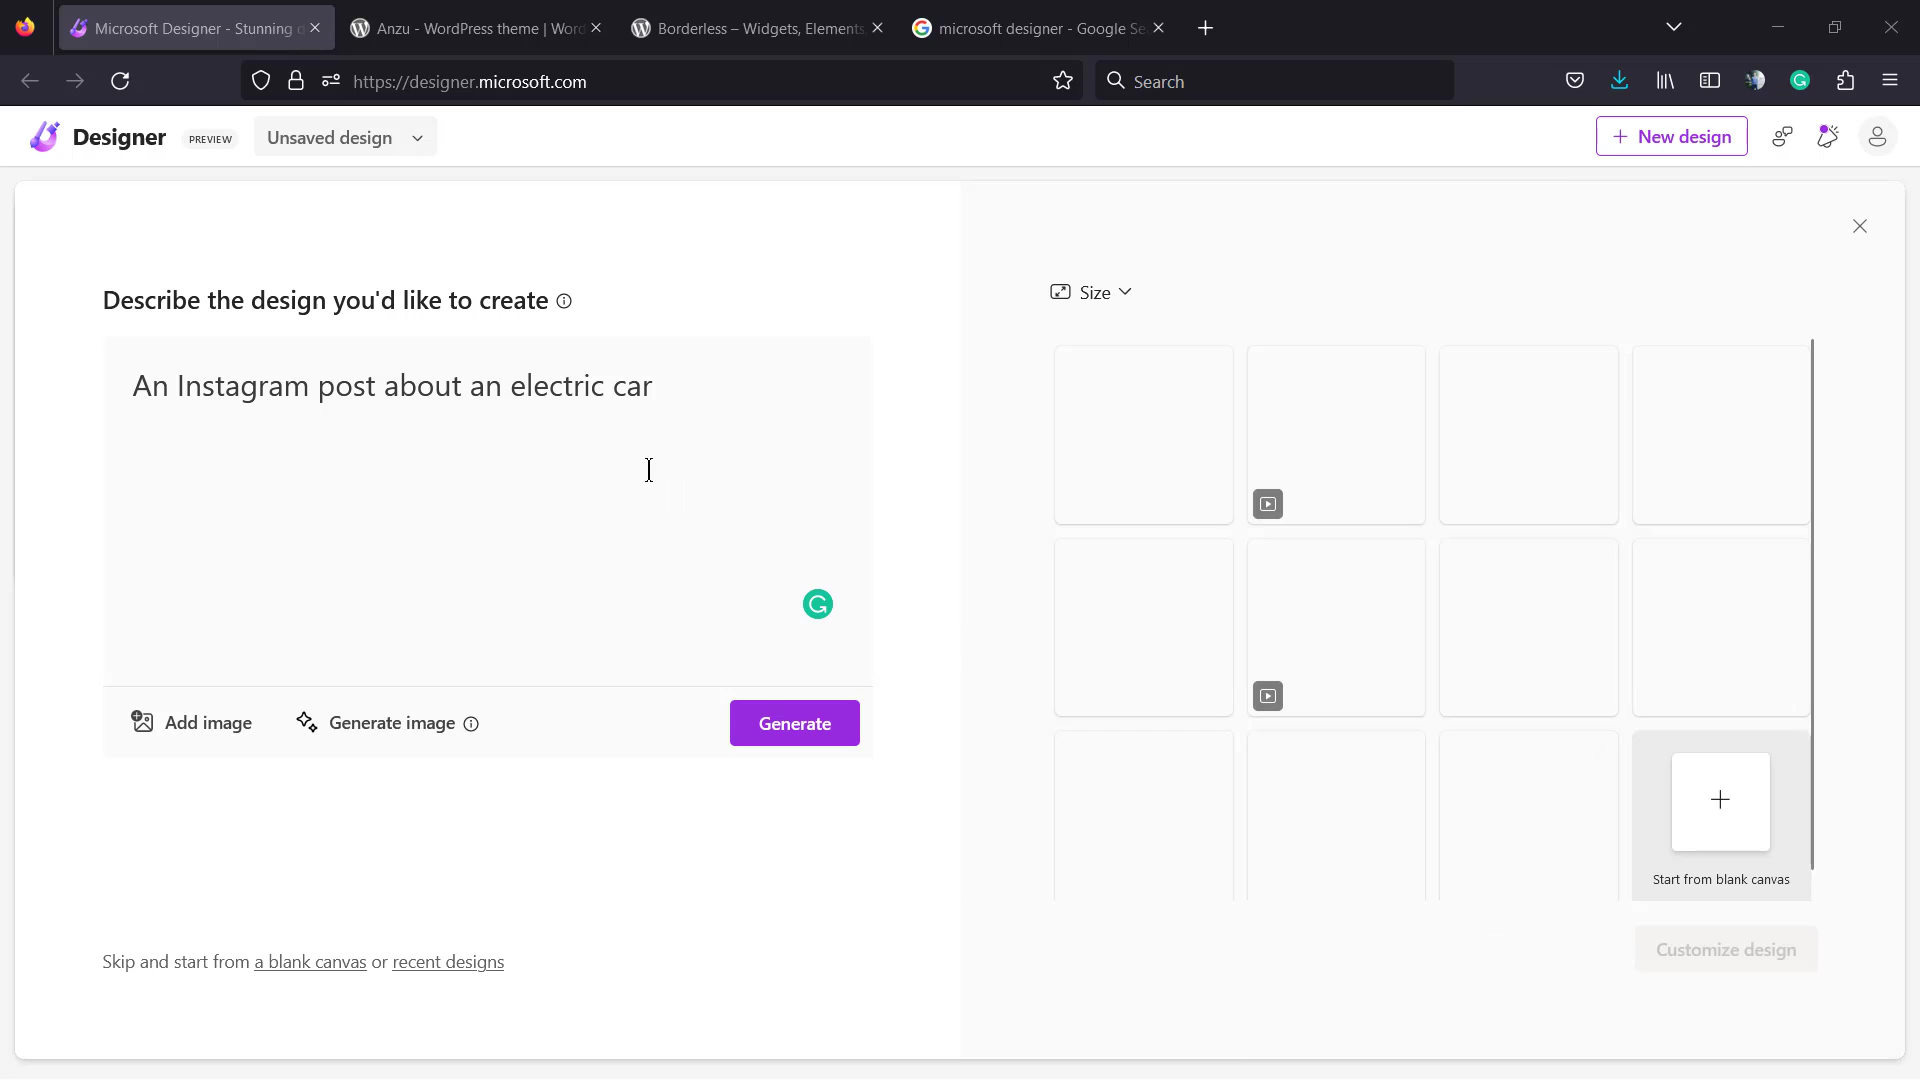 Microsoft Designer - Stunning d
Anzu - WordPress theme | Word
Borderless – Widgets, Elements,
microsoft designer - Google Se
https://designer.microsoft.com
Search
Designer
PREVIEW
Unsaved design
New design
Describe the design you'd like to create
Size
An Instagram post about an electric car
Add image
Generate image
Generate
Start from blank canvas
Customize design
Skip and start from a blank canvas or recent designs